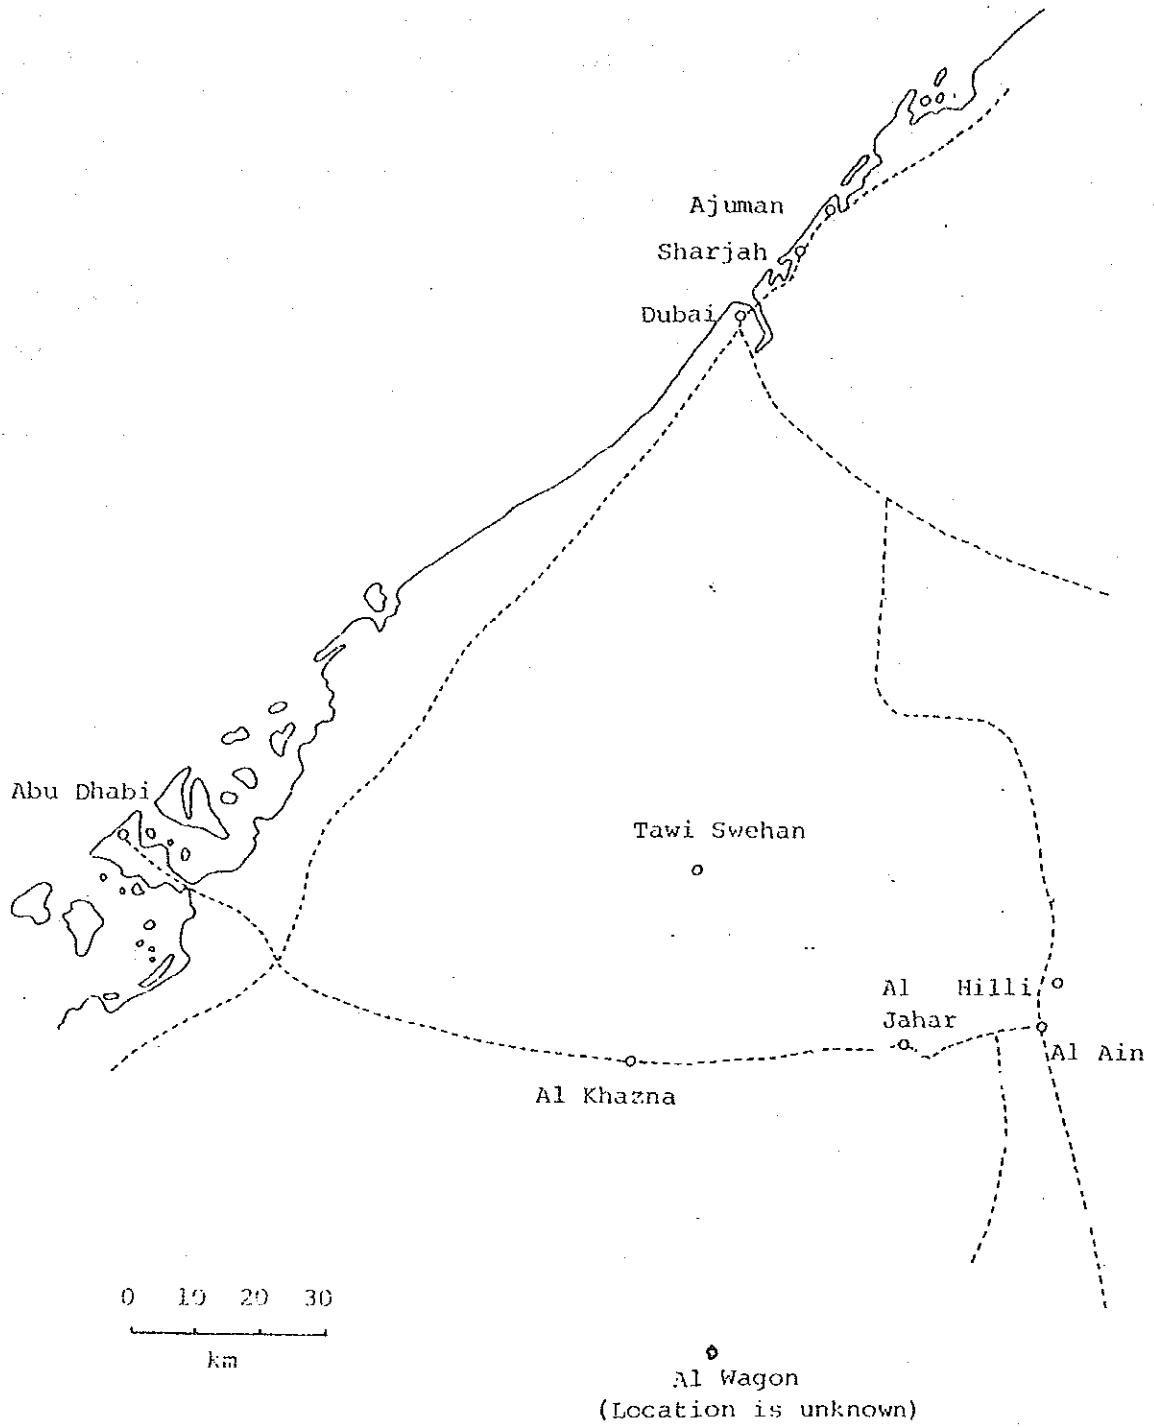 Ajuman
Sharjah
Dubai
Abu Dhabi
Tawi Swehan
Al Hilli
Jahar
Al Ain
Al Khazna
0 10 20 30
km
Al Wagon
(Location is unknown)